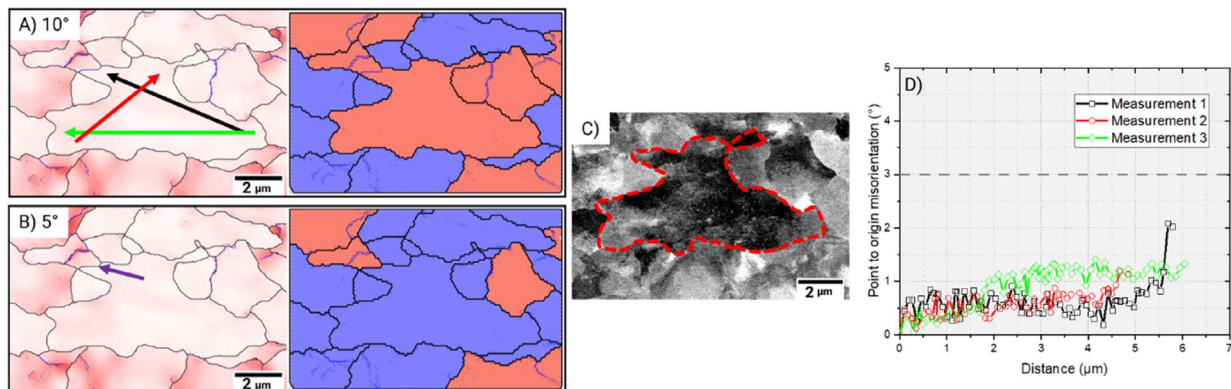 A) 10°
2 µm
B) 5°
2 µm
C)
2 µm
D)
Measurement 1
Measurement 2
Measurement 3
Point to origin misorientation (°)
5
4
3
2
1
0
0 1 2 3 4 5 6 7
Distance (µm)